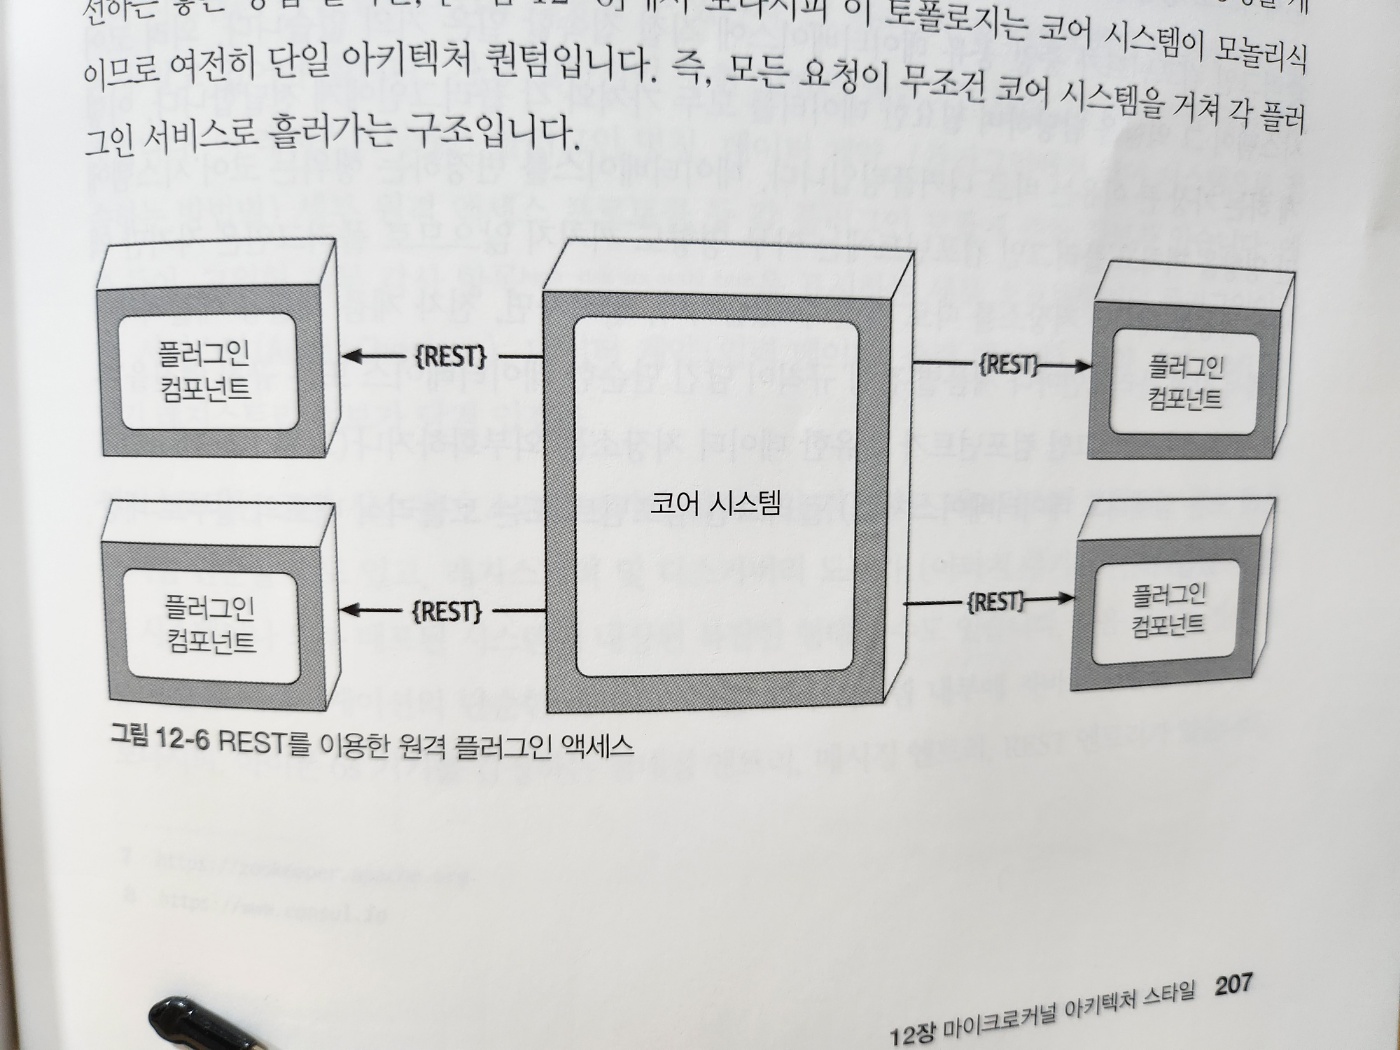 토폴로지는 코어 시스템이 모놀리식
이므로 여전히 단일 아키텍처 퀀텀입니다. 즉, 모든 요청이 무조건 코어 시스템을 거쳐 각 플러
그인 서비스로 흘러가는 구조입니다.
플러그인
컴포넌트
{REST}
{REST}
플러그인
컴포넌트
코어 시스템
플러그인
컴포넌트
{REST}
{REST}
플러그인
컴포넌트
그림 12-6 REST를 이용한 원격 플러그인 액세스
12장 마이크로커널 아키텍처 스타일 207